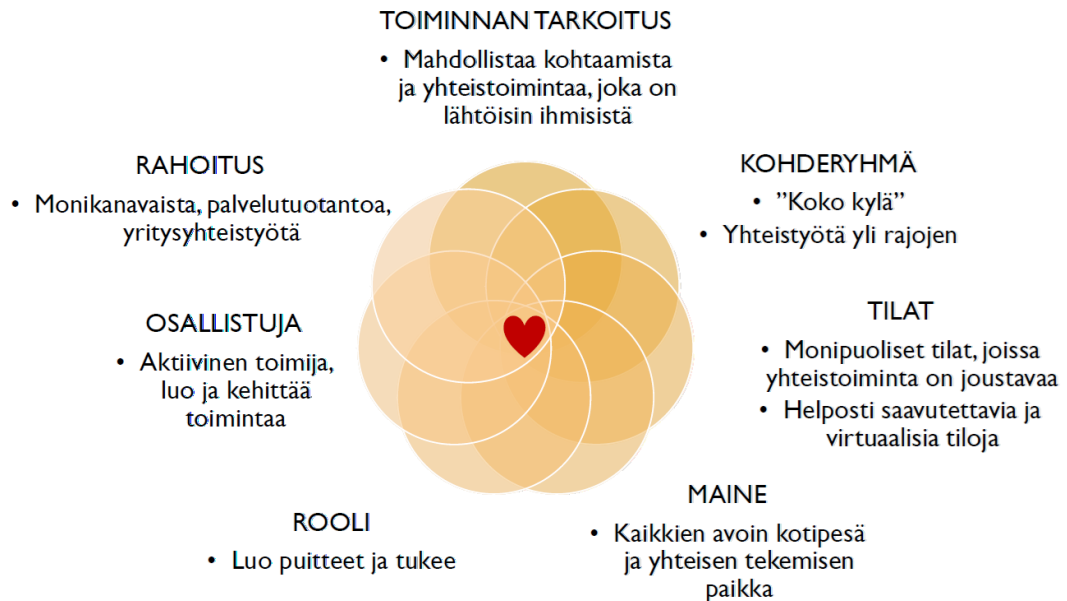 TOIMINNAN TARKOITUS
• Mahdollistaa kohtaamista
ja yhteistoimintaa, joka on
lähtöisin ihmisistä
KOHDERYHMÄ
• ”Koko kylä”
• Yhteistyötä yli rajojen
TILAT
• Monipuoliset tilat, joissa
yhteistoiminta on joustavaa
• Helposti saavutettavia ja
virtuaalisia tiloja
MAINE
• Kaikkien avoin kotipesä
ja yhteisen tekemisen
paikka
ROOLI
• Luo puitteet ja tukee
OSALLISTUJA
• Aktiivinen toimija,
luo ja kehittää
toimintaa
RAHOITUS
• Monikanavaista, palvelutuotantoa,
yritysyhteistyötä